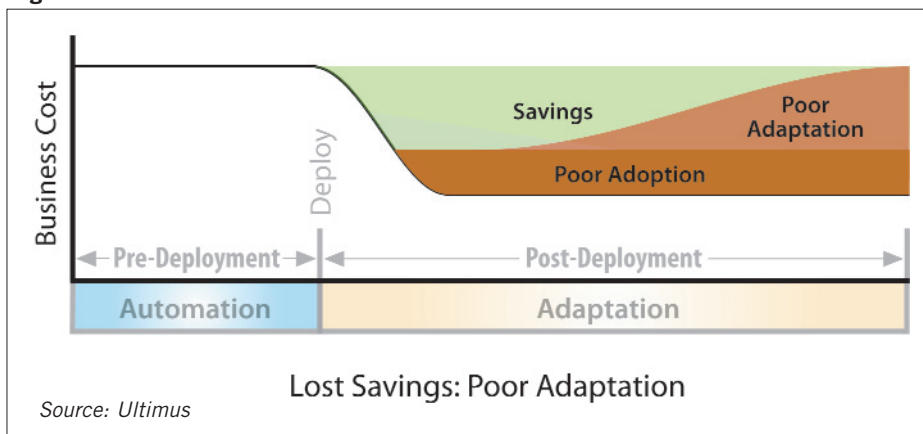 Business Cost
Deploy
Savings
Poor
Adaptation
Poor Adoption
Pre-Deployment
Post-Deployment
Automation
Adaptation
Lost Savings: Poor Adaptation
Source: Ultimus